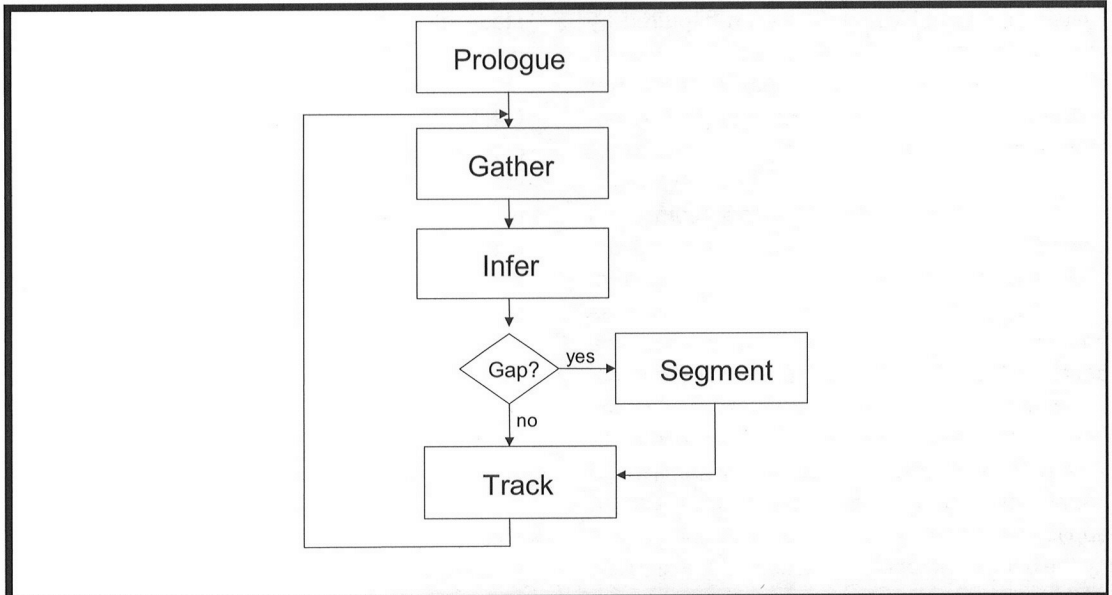 Prologue
Gather
Infer
Gap?
yes
Segment
no
Track